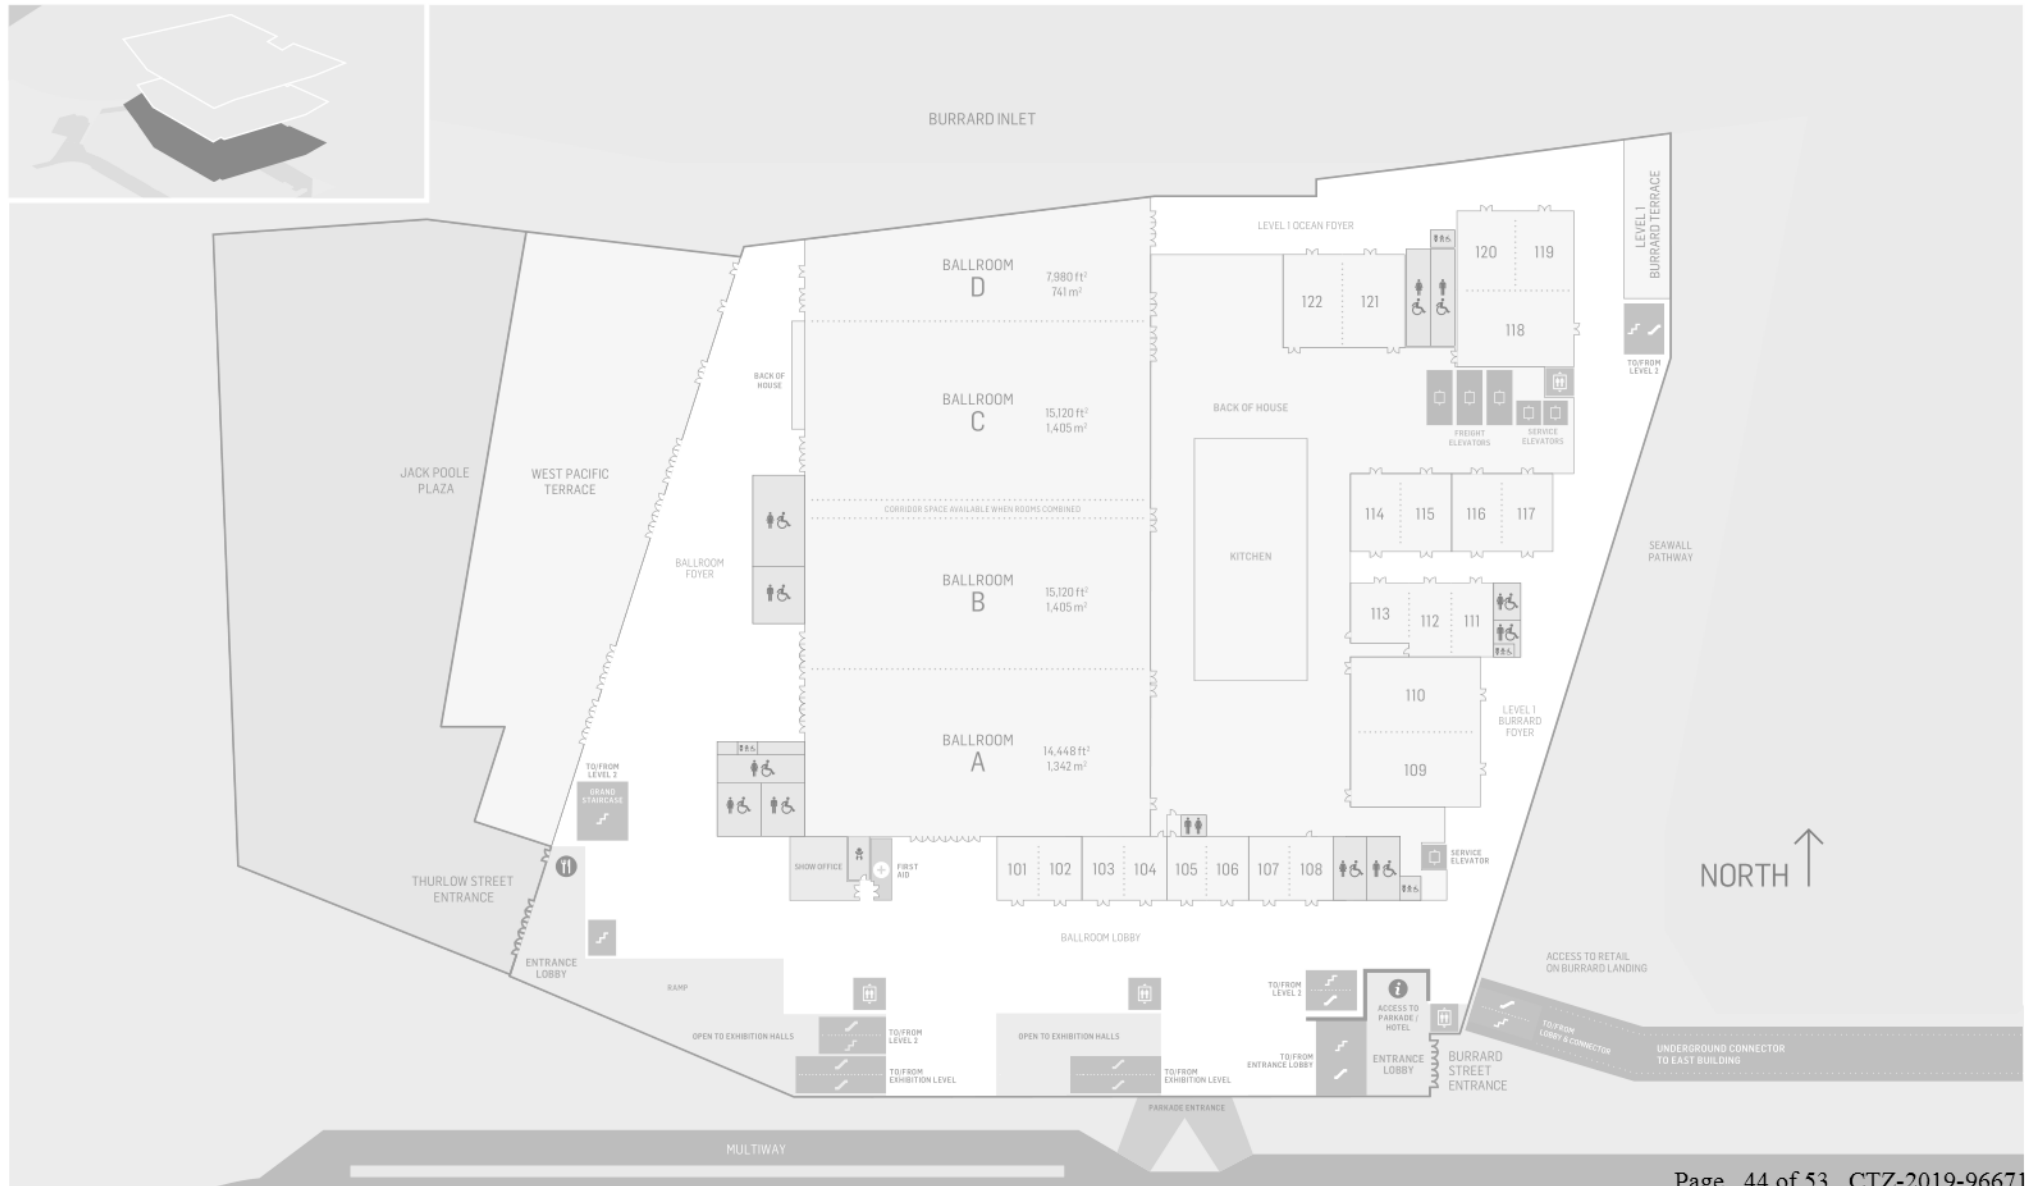 BURRARD INLET
LEVEL 1
BURRARD TERRACE
LEVEL 1 OCEAN FOYER
120
119
BALLROOM
D
7,980 ft²
741 m²
122
121
118
TO/FROM
LEVEL 2
BACK OF
HOUSE
BALLROOM
C
15,120 ft²
1,405 m²
BACK OF HOUSE
FREIGHT
ELEVATORS
SERVICE
ELEVATORS
JACK POOLE
PLAZA
WEST PACIFIC
TERRACE
CORRIDOR SPACE AVAILABLE WHEN ROOMS COMBINED
114
115
116
117
BALLROOM
FOYER
KITCHEN
SEAWALL
PATHWAY
BALLROOM
B
15,120 ft²
1,405 m²
113
112
111
110
LEVEL 1
BURRARD
FOYER
BALLROOM
A
14,448 ft²
1,342 m²
109
TO/FROM
LEVEL 2
GRAND
STAIRCASE
SHOW OFFICE
FIRST
AID
101
102
103
104
105
106
107
108
SERVICE
ELEVATOR
NORTH
THURLOW STREET
ENTRANCE
BALLROOM LOBBY
ENTRANCE
LOBBY
RAMP
TO/FROM
LEVEL 2
i
ACCESS TO
PARKADE /
HOTEL
ACCESS TO RETAIL
ON BURRARD LANDING
OPEN TO EXHIBITION HALLS
TO/FROM
LEVEL 2
OPEN TO EXHIBITION HALLS
TO/FROM
EXHIBITION LEVEL
TO/FROM
EXHIBITION LEVEL
TO/FROM
ENTRANCE LOBBY
ENTRANCE
LOBBY
BURRARD
STREET
ENTRANCE
TO/FROM
LOBBY & CONNECTOR
UNDERGROUND CONNECTOR
TO EAST BUILDING
PARKADE ENTRANCE
MULTIWAY
Page 44 of 53 CTZ-2019-96671